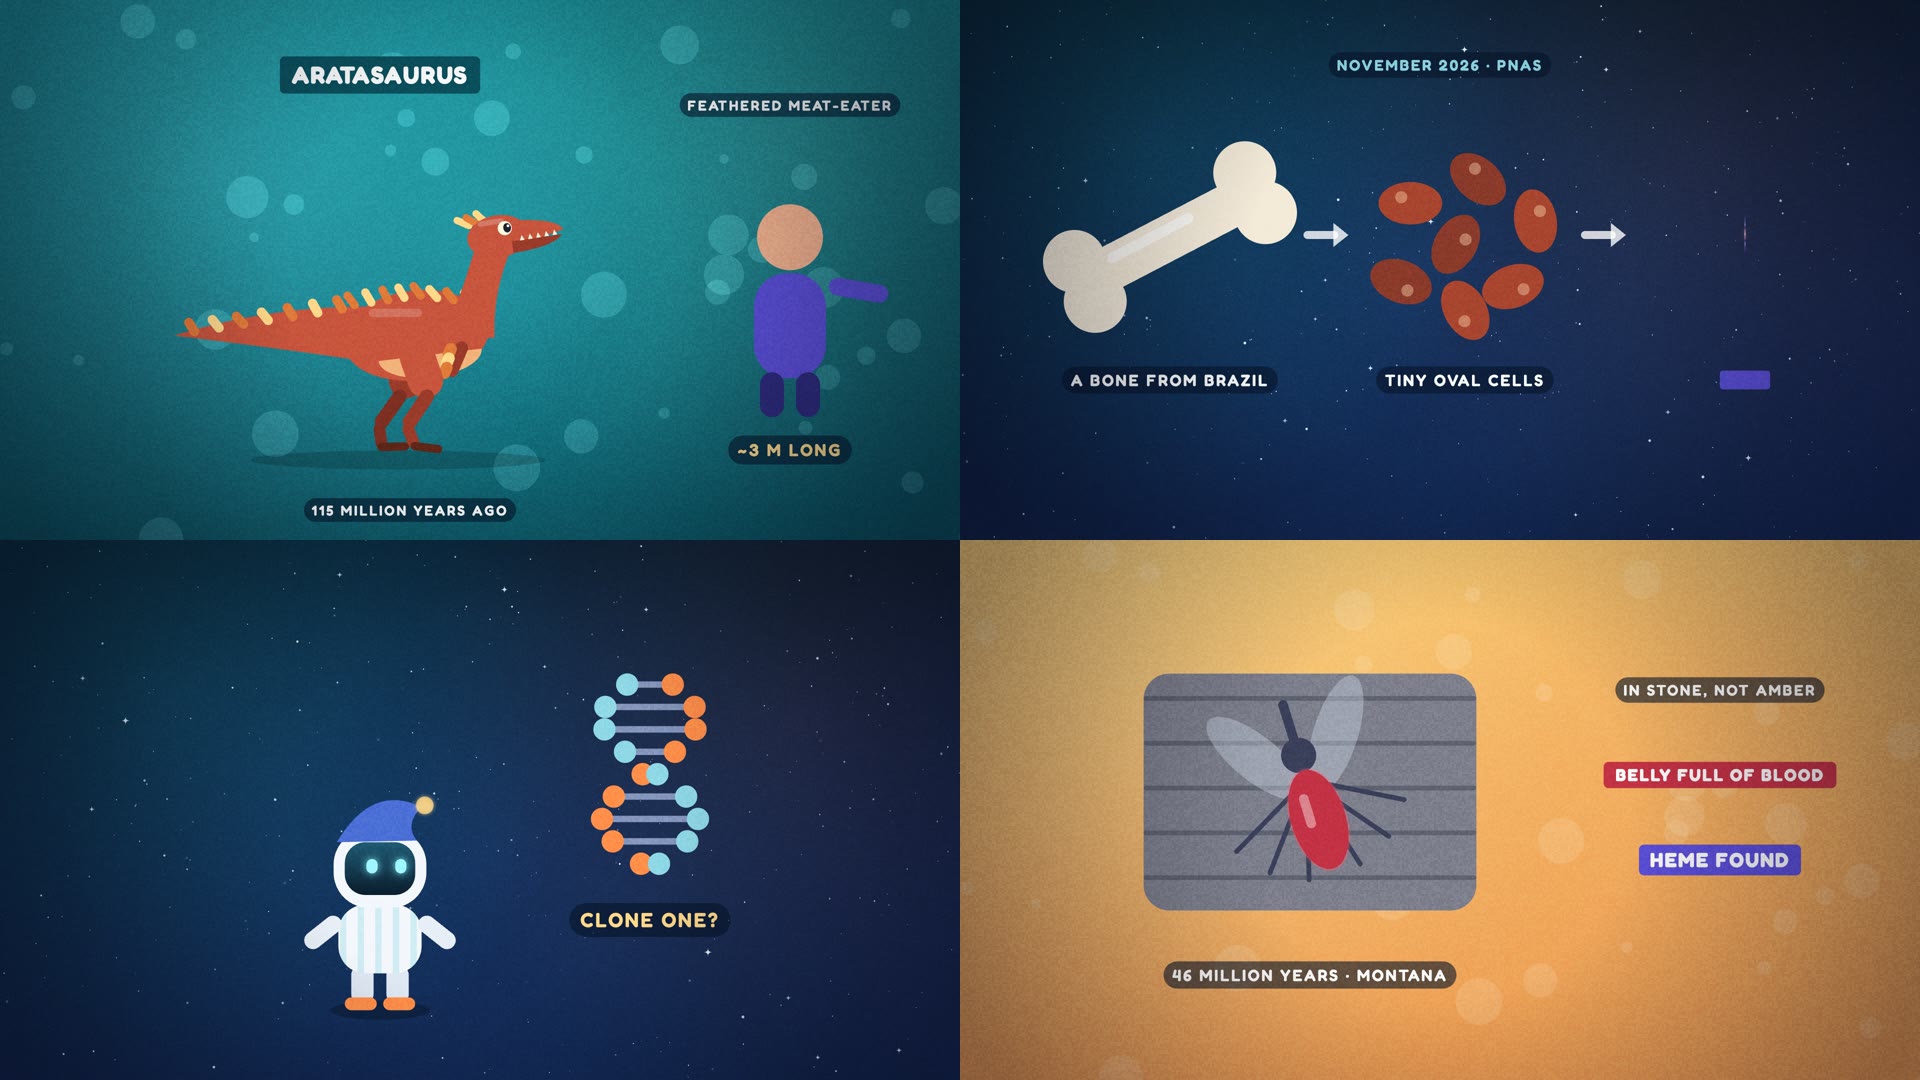 ARATASAURUS
FEATHERED MEAT-EATER
~3 M LONG
115 MILLION YEARS AGO
NOVEMBER 2026 · PNAS
A BONE FROM BRAZIL
TINY OVAL CELLS
CLONE ONE?
IN STONE, NOT AMBER
BELLY FULL OF BLOOD
HEME FOUND
46 MILLION YEARS · MONTANA